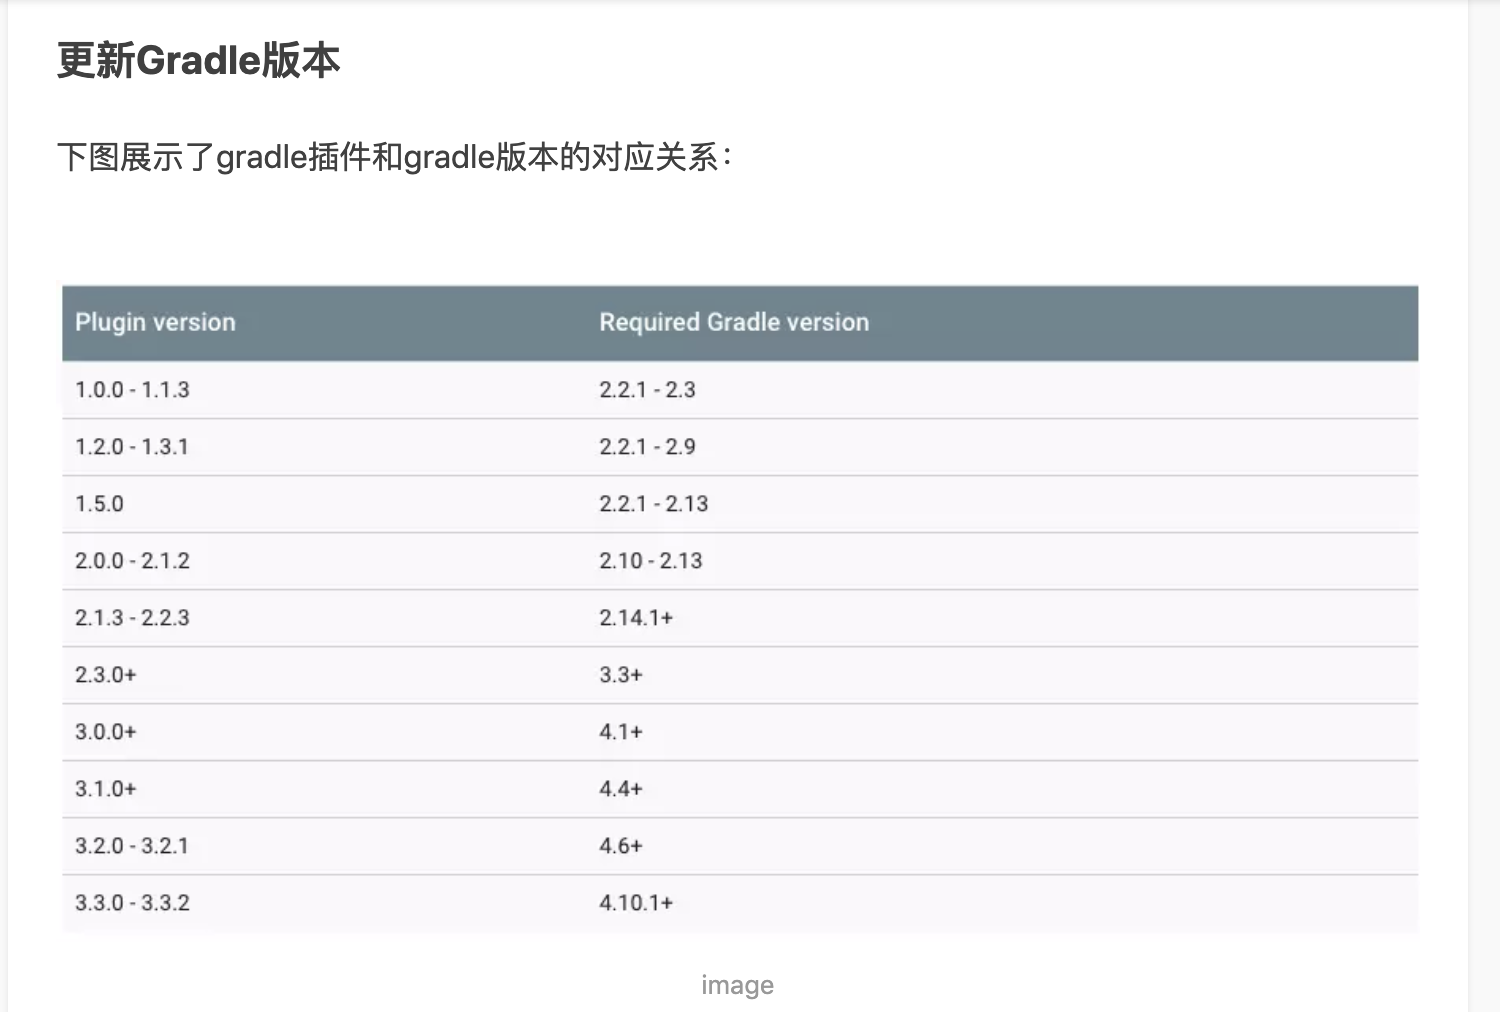 更新Gradle版本
下图展示了gradle插件和gradle版本的对应关系：
Plugin version Required Gradle version
1.0.0 - 1.1.3 2.2.1 - 2.3
1.2.0 - 1.3.1 2.2.1 - 2.9
1.5.0 2.2.1 - 2.13
2.0.0 - 2.1.2 2.10 - 2.13
2.1.3 - 2.2.3 2.14.1+
2.3.0+ 3.3+
3.0.0+ 4.1+
3.1.0+ 4.4+
3.2.0 - 3.2.1 4.6+
3.3.0 - 3.3.2 4.10.1+
image